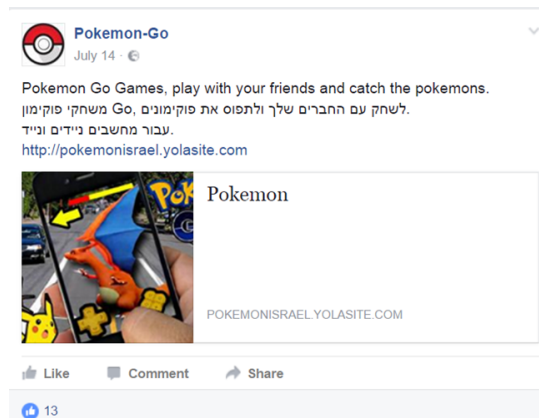 Pokemon-Go
July 14
Pokemon Go Games, play with your friends and catch the pokemons.
משחקי פוקימון Go, לשחק עם החברים שלך ולתפוס את פוקימונים.
עבור מחשבים ניידים ונייד.
http://pokemonisrael.yolasite.com
Pok
GO
Pokemon
POKEMONISRAEL.YOLASITE.COM
Like Comment Share
13